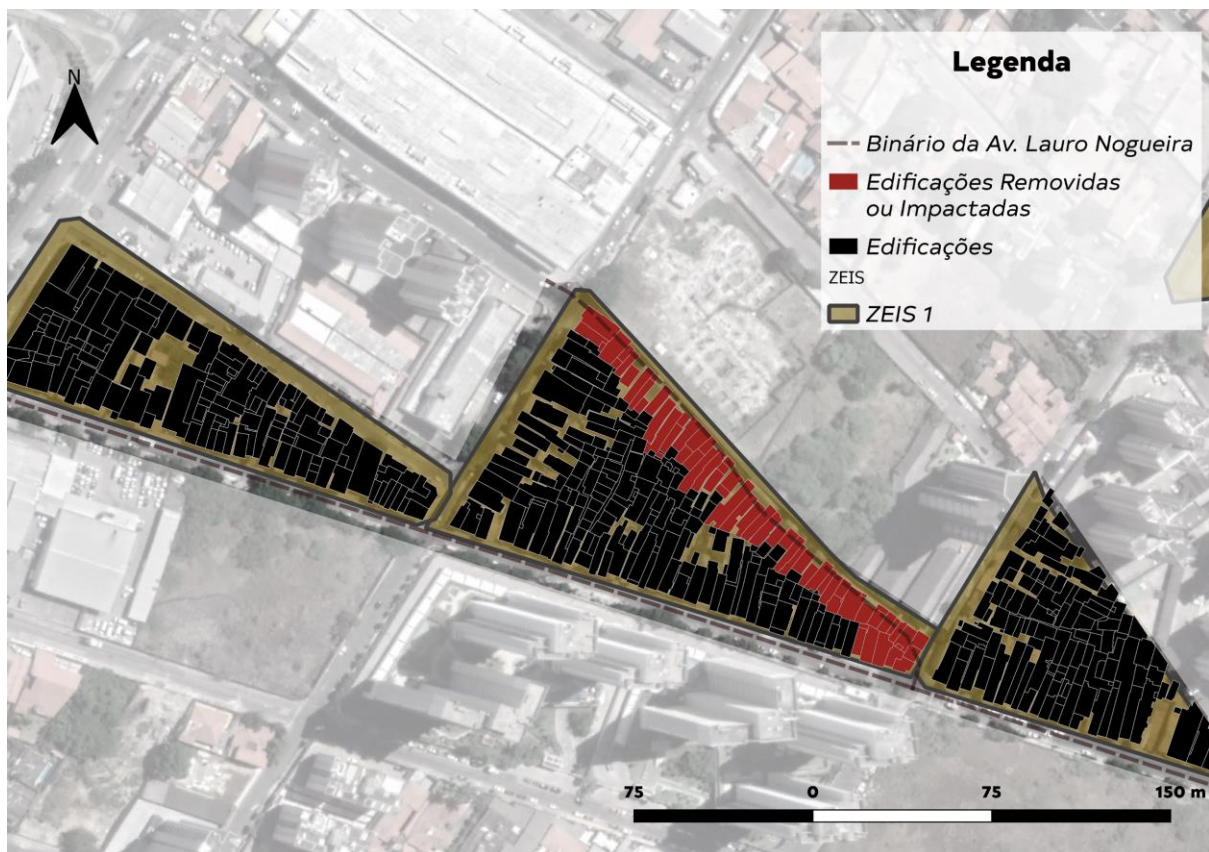 N
Legenda
Binário da Av. Lauro Nogueira
Edificações Removidas
ou Impactadas
Edificações
ZEIS
ZEIS 1
75 0 75 150 m